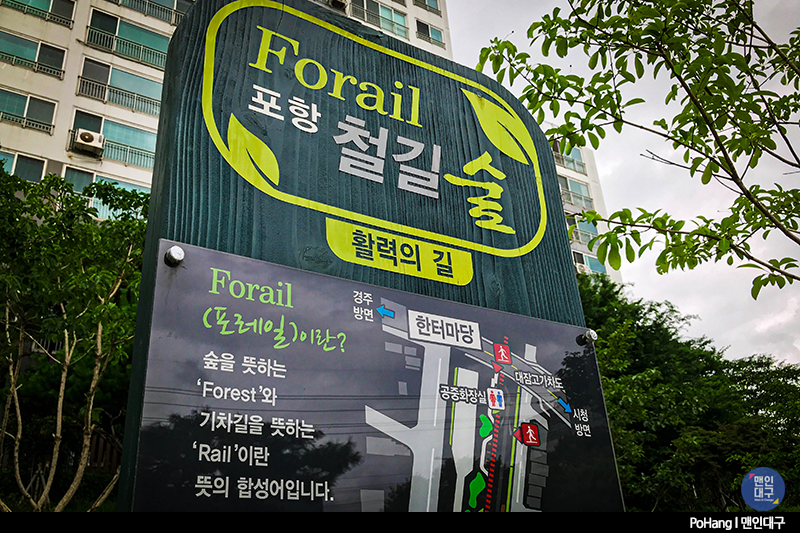 Forail
포항 철길숲
활력의 길
Forail
(포레일)이란?
숲을 뜻하는
‘Forest’와
기차길을 뜻하는
‘Rail’이란
뜻의 합성어입니다.
경주
방면
한터마당
대잠고가차도
공중화장실
시청
방면
맨인
대구
PoHang | 맨인대구